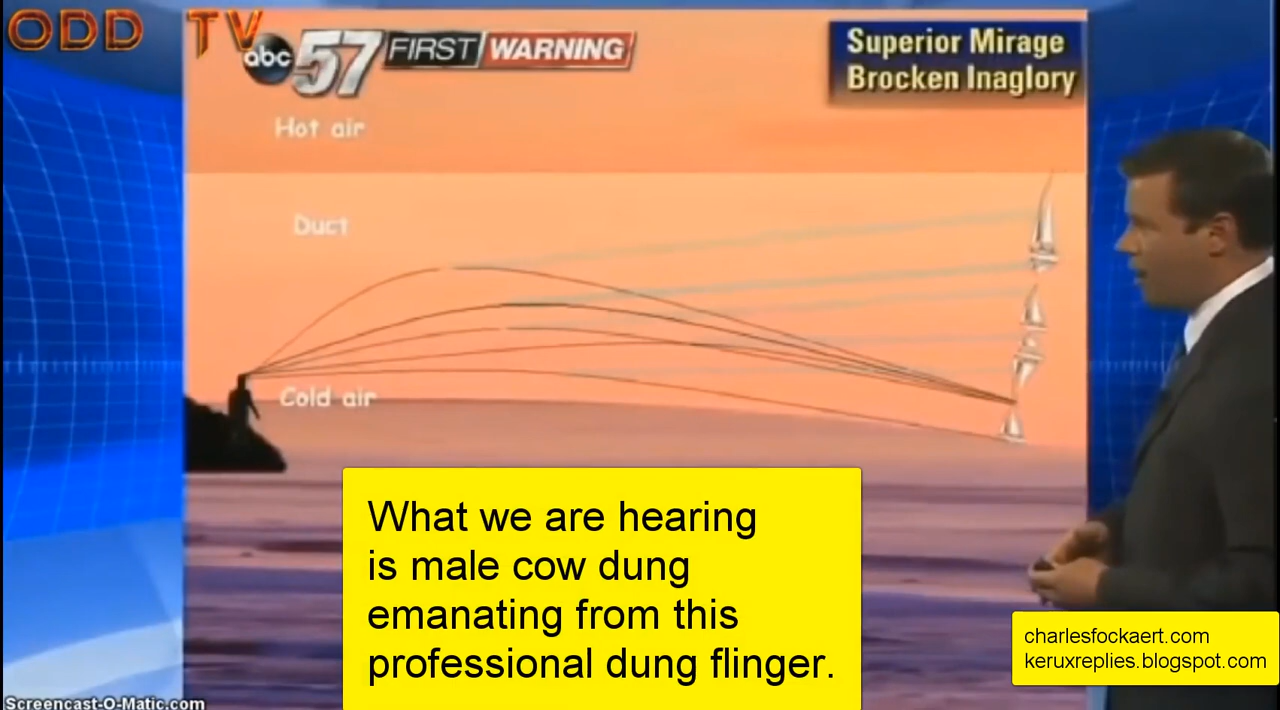 ODD TV
abc 57 FIRST WARNING
Superior Mirage
Brocken Inaglory
Hot air
Duct
Cold air
What we are hearing
is male cow dung
emanating from this
professional dung flinger.
charlesfockaert.com
keruxreplies.blogspot.com
Screencast-O-Matic.com